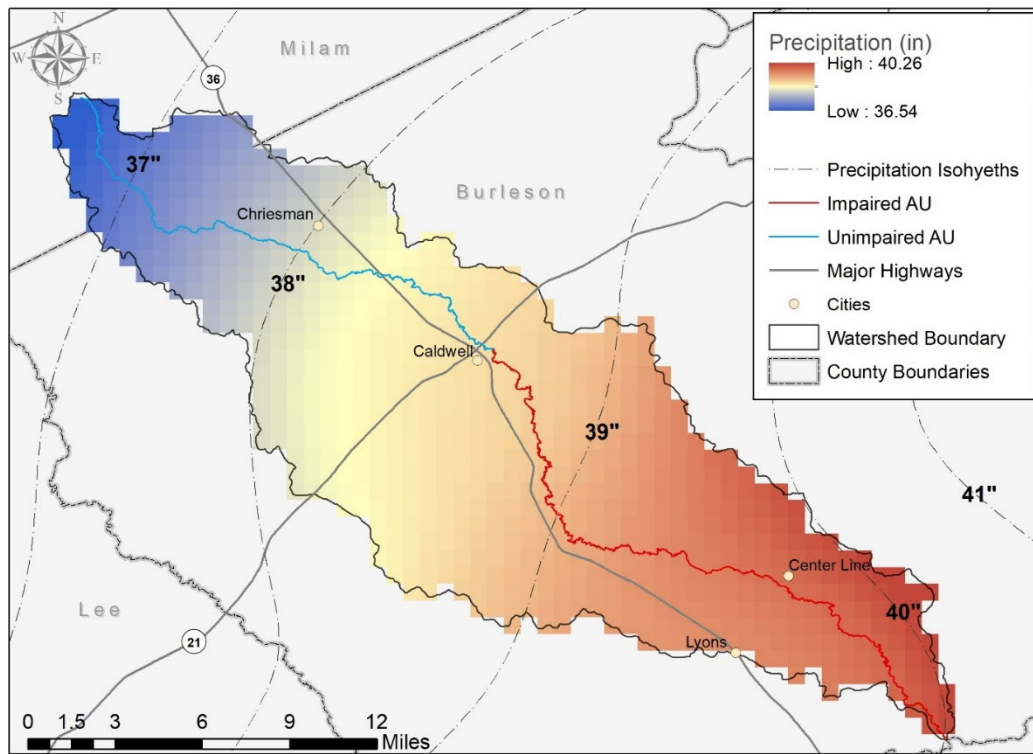 N
W E
S
Milam
36
37"
Burleson
Chriesman
38"
Caldwell
39"
41"
Center Line
40"
Lee
21
Lyons
0 1.5 3 6 9 12
Miles
Precipitation (in)
High : 40.26
Low : 36.54
Precipitation Isohyeths
Impaired AU
Unimpaired AU
Major Highways
Cities
Watershed Boundary
County Boundaries